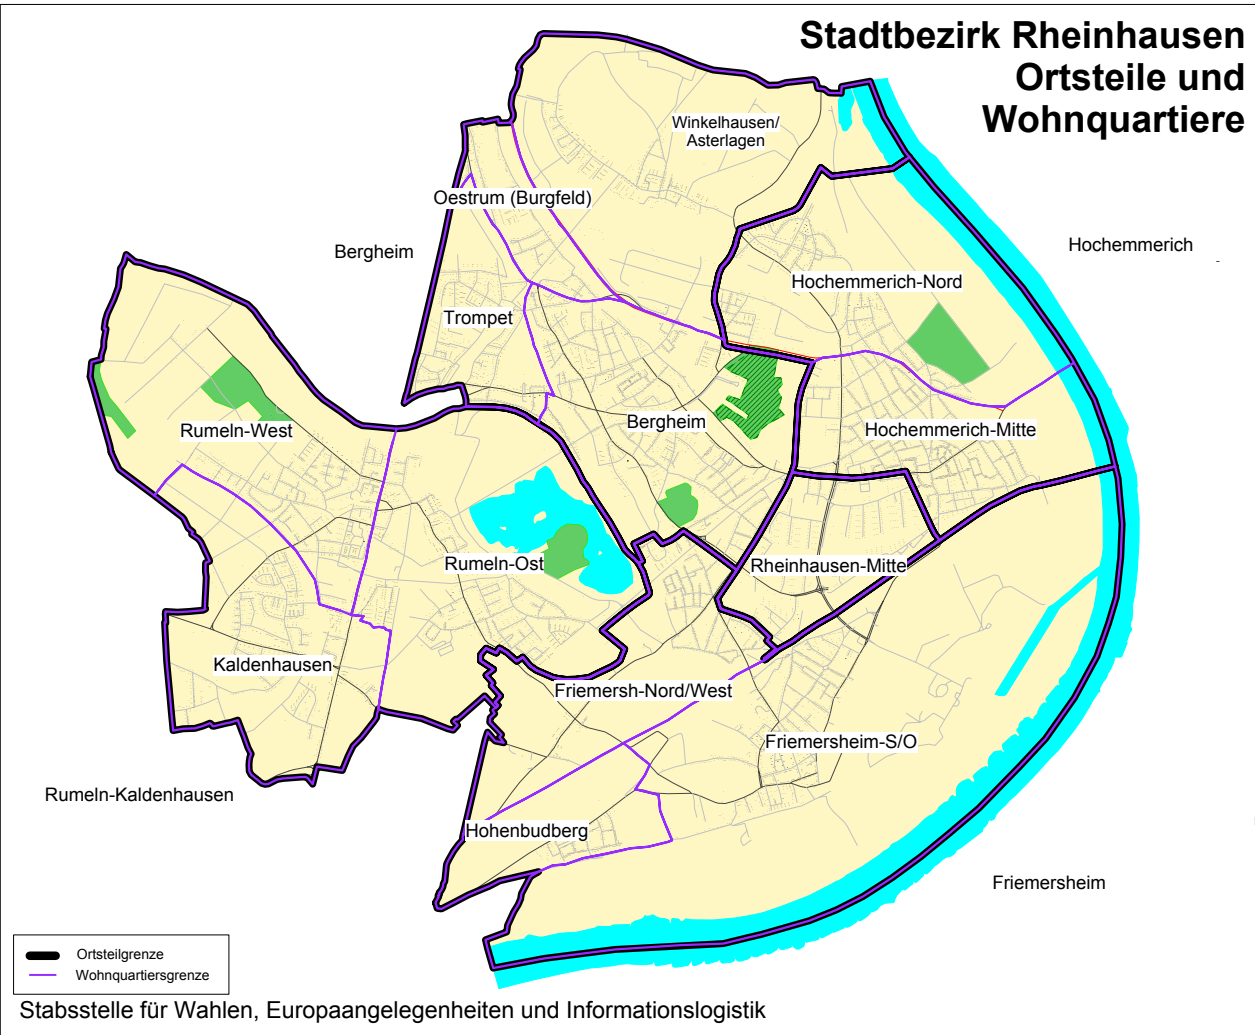 Stadtbezirk Rheinhausen
Ortsteile und
Wohnquartiere
Winkelhausen/
Asterlagen
Oestrum (Burgfeld)
Bergheim
Hochemmerich
Hochemmerich-Nord
Trompet
Bergheim
Rumeln-West
Hochemmerich-Mitte
Rumeln-Ost
Rheinhausen-Mitte
Kaldenhausen
Friemersh-Nord/West
Friemersheim-S/O
Rumeln-Kaldenhausen
Hohenbudberg
Friemersheim
Ortsteilgrenze
Wohnquartiersgrenze
Stabsstelle für Wahlen, Europaangelegenheiten und Informationslogistik